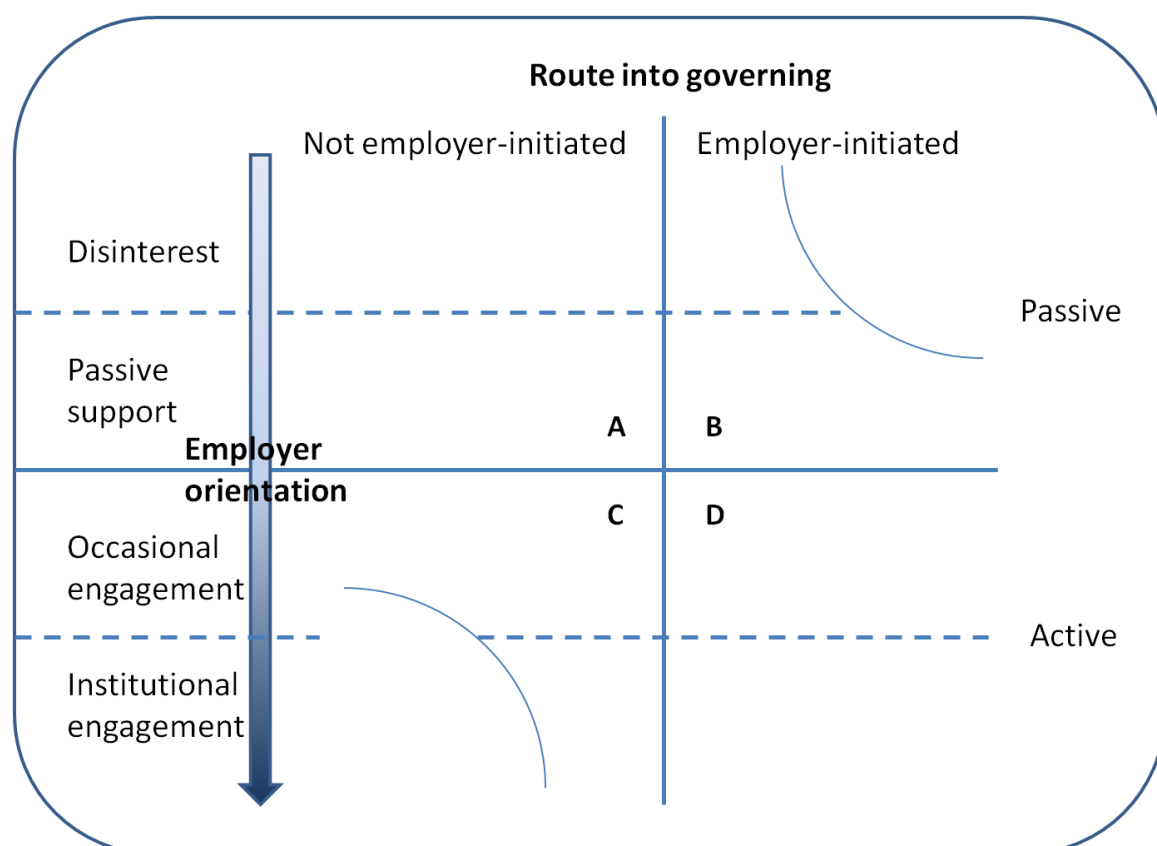 Route into governing
Not employer-initiated
Employer-initiated
Disinterest
Passive
Passive
support
A
B
Employer
orientation
C
D
Occasional
engagement
Active
Institutional
engagement